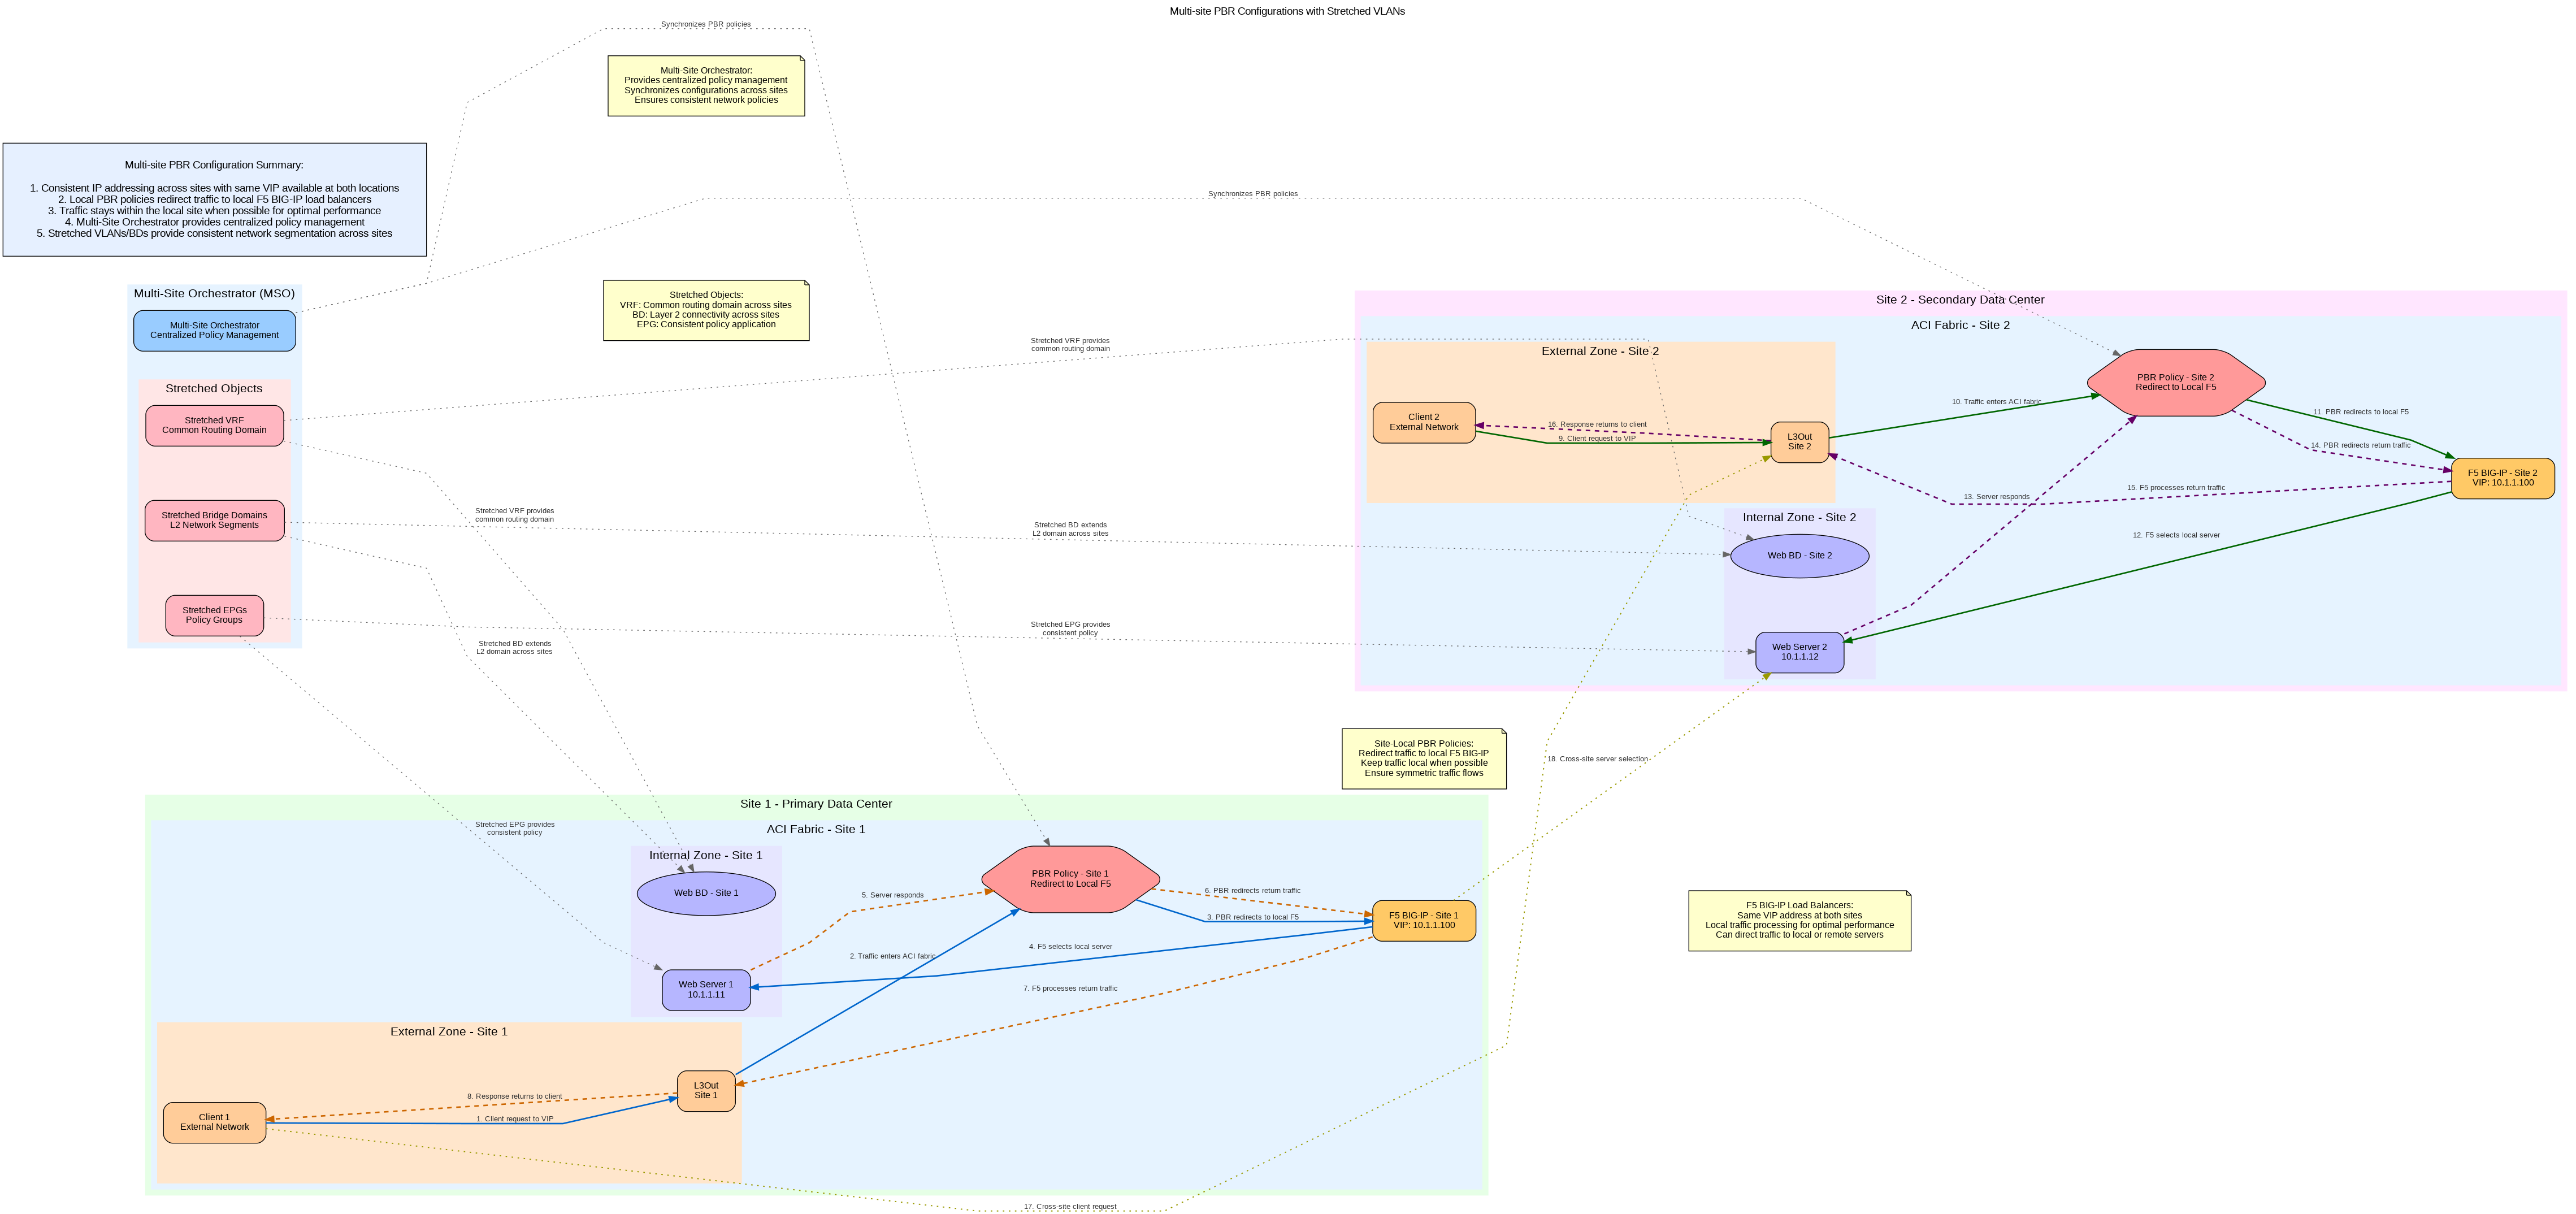 Multi-site PBR Configurations with Stretched VLANs
Synchronizes PBR policies
Multi-Site Orchestrator:
Provides centralized policy management
Synchronizes configurations across sites
Ensures consistent network policies
Multi-site PBR Configuration Summary:
1. Consistent IP addressing across sites with same VIP available at both locations
2. Local PBR policies redirect traffic to local F5 BIG-IP load balancers
3. Traffic stays within the local site when possible for optimal performance
4. Multi-Site Orchestrator provides centralized policy management
5. Stretched VLANs/BDs provide consistent network segmentation across sites
Synchronizes PBR policies
Multi-Site Orchestrator (MSO)
Multi-Site Orchestrator
Centralized Policy Management
Stretched Objects
Stretched VRF
Common Routing Domain
Stretched Bridge Domains
L2 Network Segments
Stretched EPGs
Policy Groups
Stretched Objects:
VRF: Common routing domain across sites
BD: Layer 2 connectivity across sites
EPG: Consistent policy application
Stretched VRF provides
common routing domain
Stretched VRF provides
common routing domain
Stretched BD extends
L2 domain across sites
Stretched BD extends
L2 domain across sites
Stretched EPG provides
consistent policy
Stretched EPG provides
consistent policy
Site 2 - Secondary Data Center
ACI Fabric - Site 2
External Zone - Site 2
Client 2
External Network
16. Response returns to client
9. Client request to VIP
L3Out
Site 2
10. Traffic enters ACI fabric
PBR Policy - Site 2
Redirect to Local F5
11. PBR redirects to local F5
14. PBR redirects return traffic
F5 BIG-IP - Site 2
VIP: 10.1.1.100
13. Server responds
15. F5 processes return traffic
12. F5 selects local server
Internal Zone - Site 2
Web BD - Site 2
Web Server 2
10.1.1.12
Site-Local PBR Policies:
Redirect traffic to local F5 BIG-IP
Keep traffic local when possible
Ensure symmetric traffic flows
18. Cross-site server selection
Site 1 - Primary Data Center
ACI Fabric - Site 1
Internal Zone - Site 1
Web BD - Site 1
Web Server 1
10.1.1.11
5. Server responds
PBR Policy - Site 1
Redirect to Local F5
6. PBR redirects return traffic
3. PBR redirects to local F5
F5 BIG-IP - Site 1
VIP: 10.1.1.100
4. F5 selects local server
2. Traffic enters ACI fabric
7. F5 processes return traffic
F5 BIG-IP Load Balancers:
Same VIP address at both sites
Local traffic processing for optimal performance
Can direct traffic to local or remote servers
External Zone - Site 1
Client 1
External Network
8. Response returns to client
1. Client request to VIP
L3Out
Site 1
17. Cross-site client request